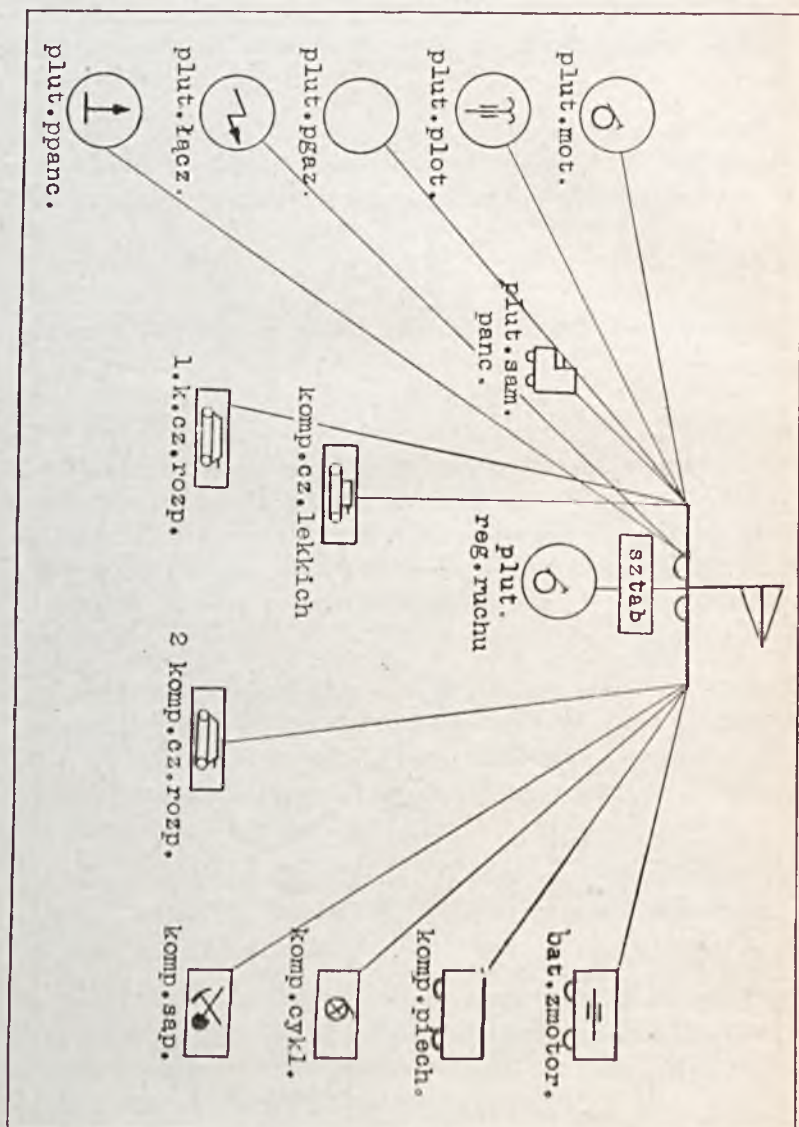 sztab
plut.mot.
bat.zmotor.
plut.sam.
panc.
plut.
reg.ruchu
plut.plot.
komp.piech.
plut.pgaz.
komp.cz.lekkich
komp.cykl.
plut.łącz.
1.k.cz.rozp.
2 komp.cz.rozp.
komp.sap.
plut.ppanc.